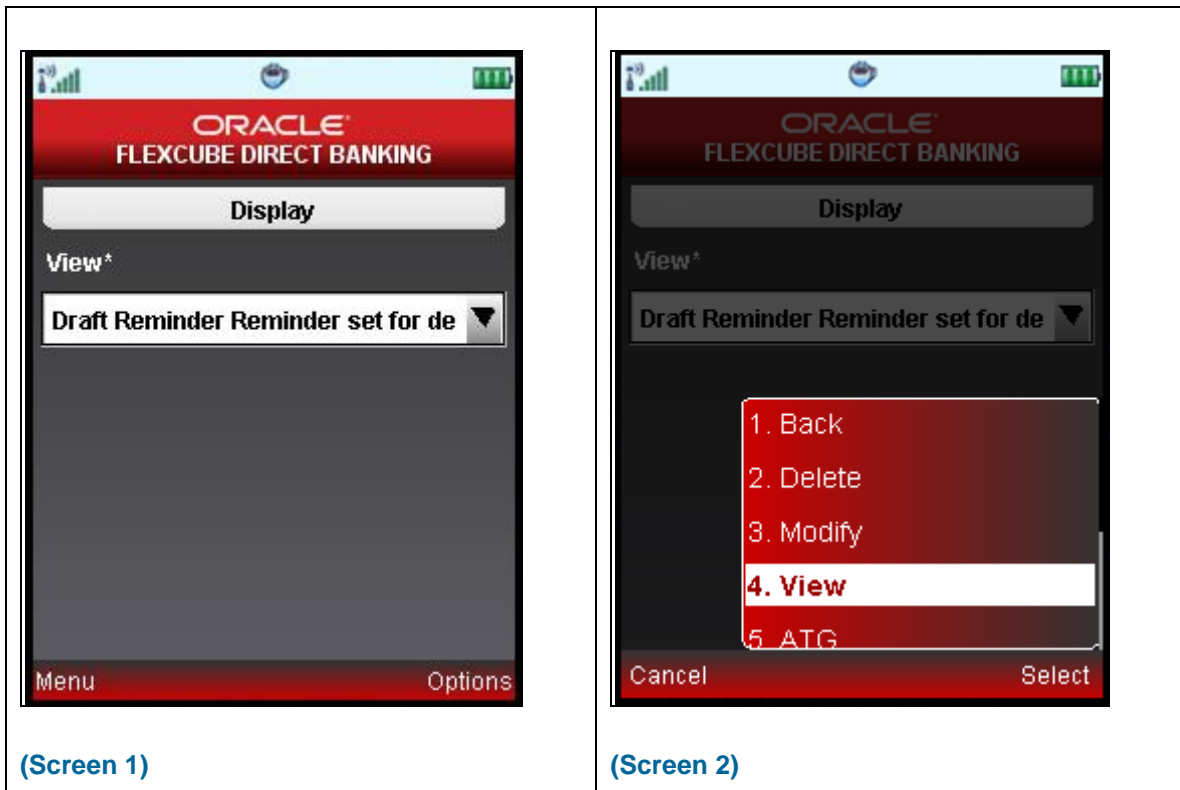 ORACLE
FLEXCUBE DIRECT BANKING
Display
View*
Draft Reminder Reminder set for de
Menu Options
(Screen 1)
ORACLE
FLEXCUBE DIRECT BANKING
Display
View*
Draft Reminder Reminder set for de
1. Back
2. Delete
3. Modify
4. View
5. ATG
Cancel Select
(Screen 2)